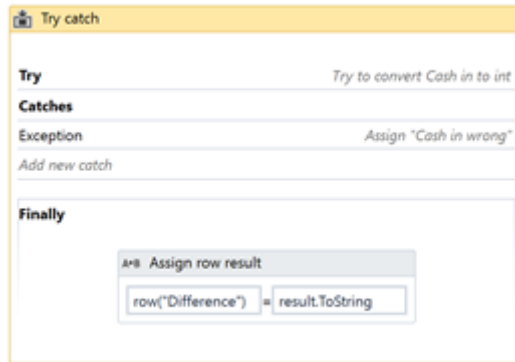 Try catch
Try Try to convert Cash in to int
Catches
Exception Assign "Cash in wrong"
Add new catch
Finally
A+B Assign row result
row("Difference") = result.ToString